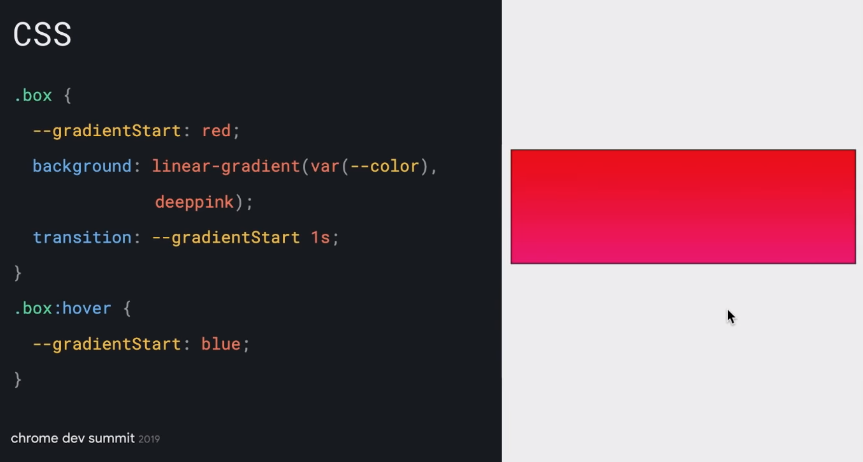 CSS
.box {
--gradientStart: red;
background: linear-gradient(var(--color),
deeppink);
transition: --gradientStart 1s;
}
.box:hover {
--gradientStart: blue;
}
chrome dev summit 2019